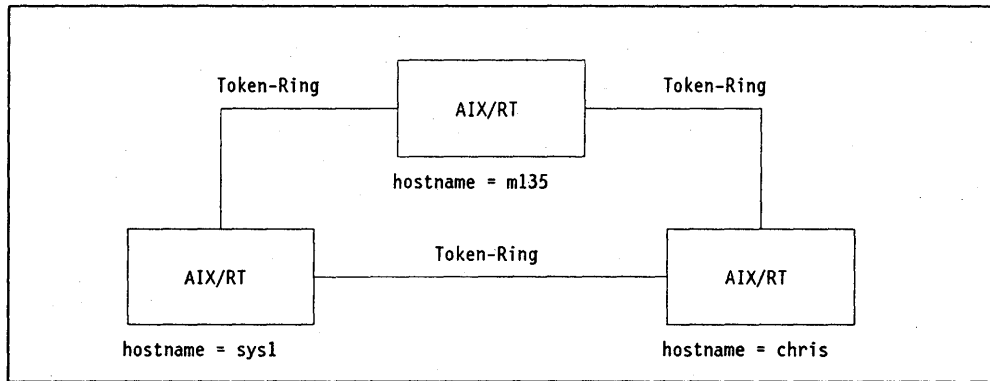 Token-Ring
Token-Ring
AIX/RT
hostname = m135
Token-Ring
AIX/RT
AIX/RT
hostname = sys1
hostname = chris